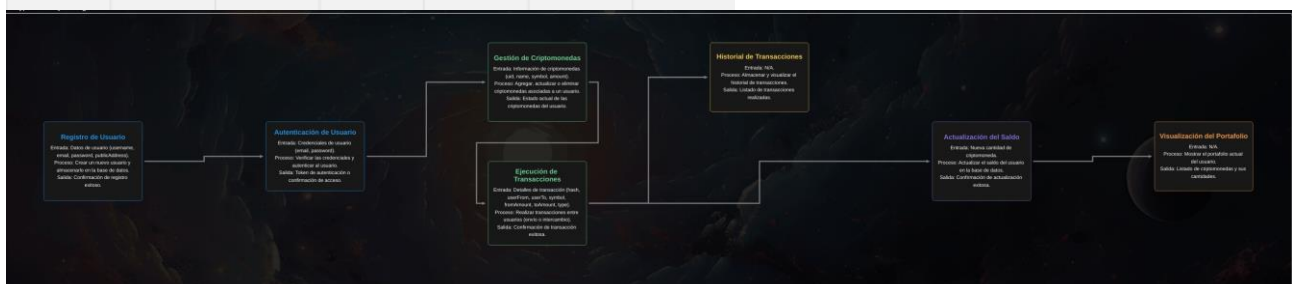 Registro de Usuario
Entrada: Datos de usuario (username,
email, password, publicAddress).
Proceso: Crear un nuevo usuario y
almacenarlo en la base de datos.
Salida: Confirmación de registro
exitoso.
Autenticación de Usuario
Entrada: Credenciales de usuario
(email, password).
Proceso: Verificar las credenciales y
autenticar al usuario.
Salida: Token de autenticación o
confirmación de acceso.
Gestión de Criptomonedas
Entrada: Información de criptomonedas
(uid, name, symbol, amount).
Proceso: Agregar, actualizar o eliminar
criptomonedas asociadas a un usuario.
Salida: Estado actual de las
criptomonedas del usuario.
Ejecución de
Transacciones
Entrada: Detalles de transacción (hash,
userFrom, userTo, symbol,
fromAmount, toAmount, type).
Proceso: Realizar transacciones entre
usuarios (envío o intercambio).
Salida: Confirmación de transacción
exitosa.
Historial de Transacciones
Entrada: N/A.
Proceso: Almacenar y visualizar el
historial de transacciones.
Salida: Listado de transacciones
realizadas.
Actualización del Saldo
Entrada: Nueva cantidad de
criptomoneda.
Proceso: Actualizar el saldo del usuario
en la base de datos.
Salida: Confirmación de actualización
exitosa.
Visualización del Portafolio
Entrada: N/A.
Proceso: Mostrar el portafolio actual
del usuario.
Salida: Listado de criptomonedas y sus
cantidades.